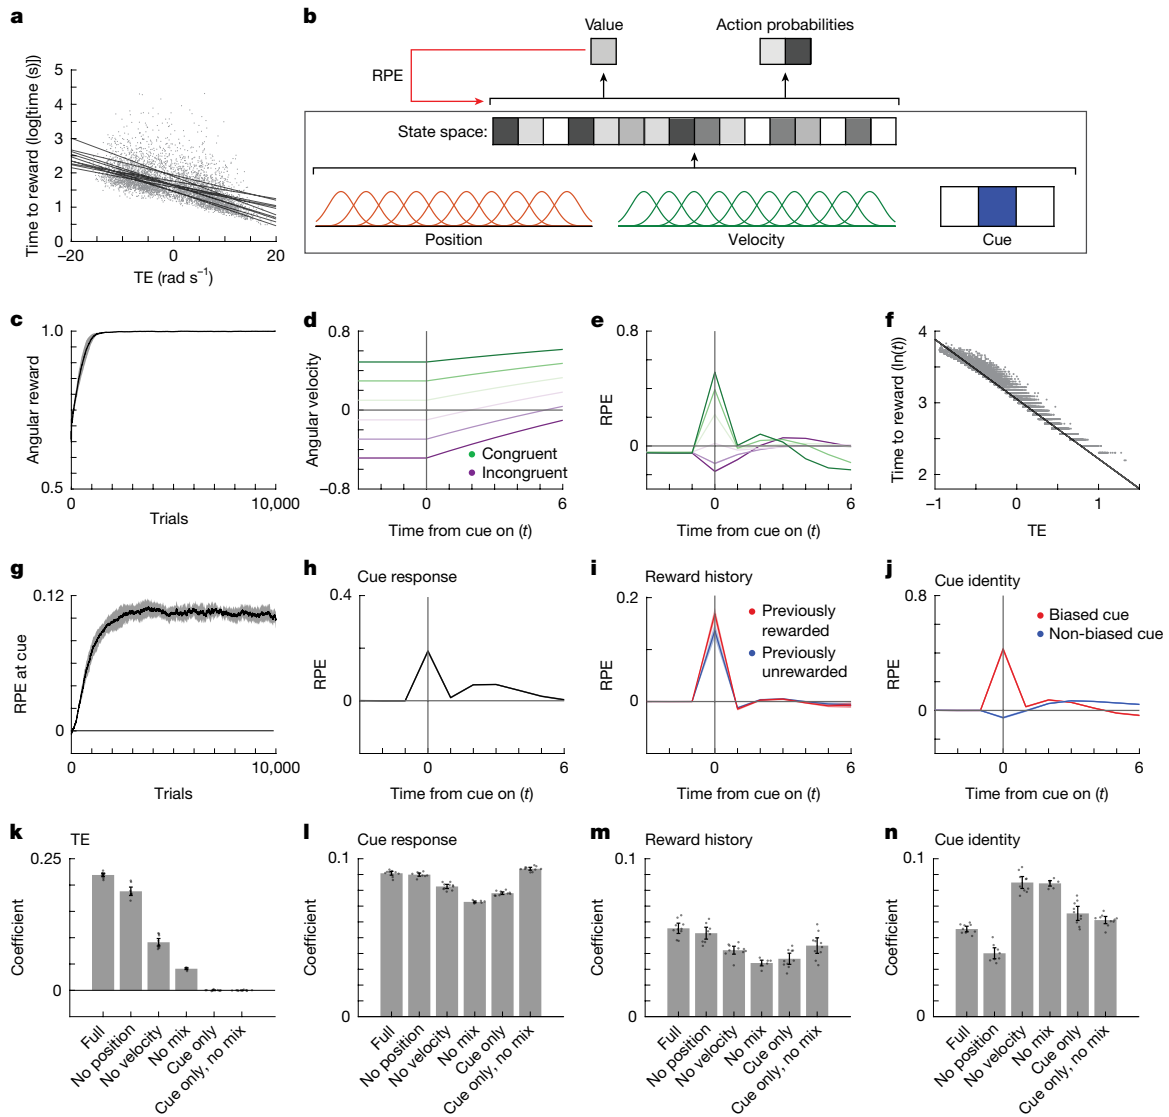 a
Time to reward (log[time (s)])
5
4
3
2
1
0
–20
0
20
TE (rad s–1)
b
Value
Action probabilities
RPE
State space:
Position
Velocity
Cue
c
Angular reward
1.0
0.5
0
10,000
Trials
d
Angular velocity
0.8
0
–0.8
Congruent
Incongruent
0
6
Time from cue on (t)
e
RPE
0.8
0
0
6
Time from cue on (t)
f
Time to reward (ln(t))
4
3
2
–1
0
1
TE
g
RPE at cue
0.12
0
0
10,000
Trials
h
Cue response
RPE
0.4
0
0
6
Time from cue on (t)
i
Reward history
RPE
0.2
0
Previously
rewarded
Previously
unrewarded
0
6
Time from cue on (t)
j
Cue identity
RPE
0.8
0
Biased cue
Non-biased cue
0
6
Time from cue on (t)
k
TE
Coefficient
0.25
0
Full
No position
No velocity
No mix
Cue only
Cue only, no mix
l
Cue response
Coefficient
0.1
0
Full
No position
No velocity
No mix
Cue only
Cue only, no mix
m
Reward history
Coefficient
0.1
0
Full
No position
No velocity
No mix
Cue only
Cue only, no mix
n
Cue identity
Coefficient
0.1
0
Full
No position
No velocity
No mix
Cue only
Cue only, no mix